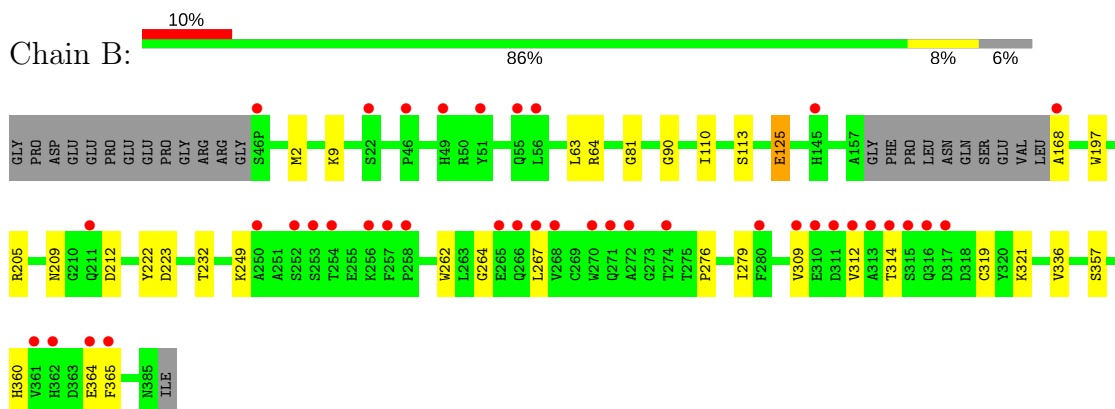 10%
Chain B:
86% 8% 6%
GLY PRO ASP GLU GLU PRO GLU GLU PRO GLY ARG ARG GLY S46P M2 K9 S22 P46 H49 R50 Y51 Q55 L56 L63 R64 G81 G90 I110 S113 E125 H145 A157 GLY PHE PRO LEU ASN GLN SER GLU VAL LEU A168 W197
R205 N209 G210 Q211 D212 Y222 D223 T232 K249 A250 A251 S252 S253 T254 E255 K256 F257 P258 W262 L263 G264 E265 Q266 L267 V268 C269 W270 Q271 A272 G273 T274 T275 P276 I279 F280 V309 E310 D311 V312 A313 T314 S315 Q316 D317 D318 C319 Y320 K321 V336 S357
H360 V361 H362 D363 E364 F365 N385 ILE